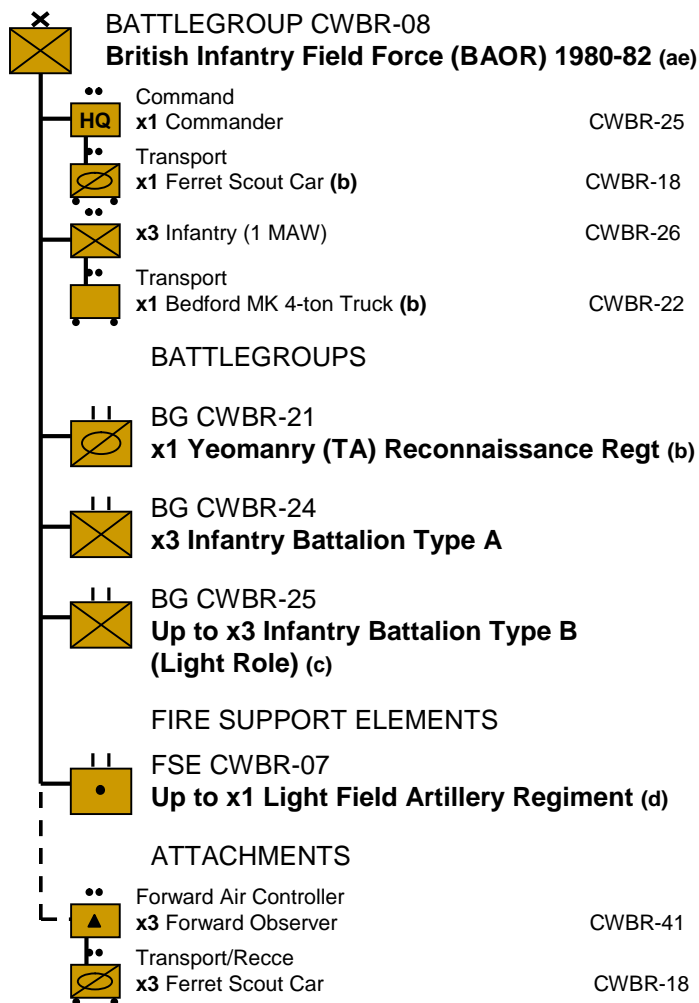 BATTLEGROUP CWBR-08
British Infantry Field Force (BAOR) 1980-82 (ae)
Command
HQ x1 Commander CWBR-25
Transport
x1 Ferret Scout Car (b) CWBR-18
x3 Infantry (1 MAW) CWBR-26
Transport
x1 Bedford MK 4-ton Truck (b) CWBR-22
BATTLEGROUPS
BG CWBR-21
x1 Yeomanry (TA) Reconnaissance Regt (b)
BG CWBR-24
x3 Infantry Battalion Type A
BG CWBR-25
Up to x3 Infantry Battalion Type B
(Light Role) (c)
FIRE SUPPORT ELEMENTS
FSE CWBR-07
Up to x1 Light Field Artillery Regiment (d)
ATTACHMENTS
Forward Air Controller
x3 Forward Observer CWBR-41
Transport/Recce
x3 Ferret Scout Car CWBR-18